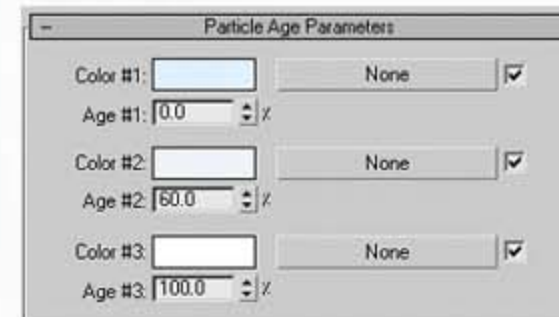 - Particle Age Parameters
Color #1: None
Age #1: 0.0 %
Color #2: None
Age #2: 60.0 %
Color #3: None
Age #3: 100.0 %